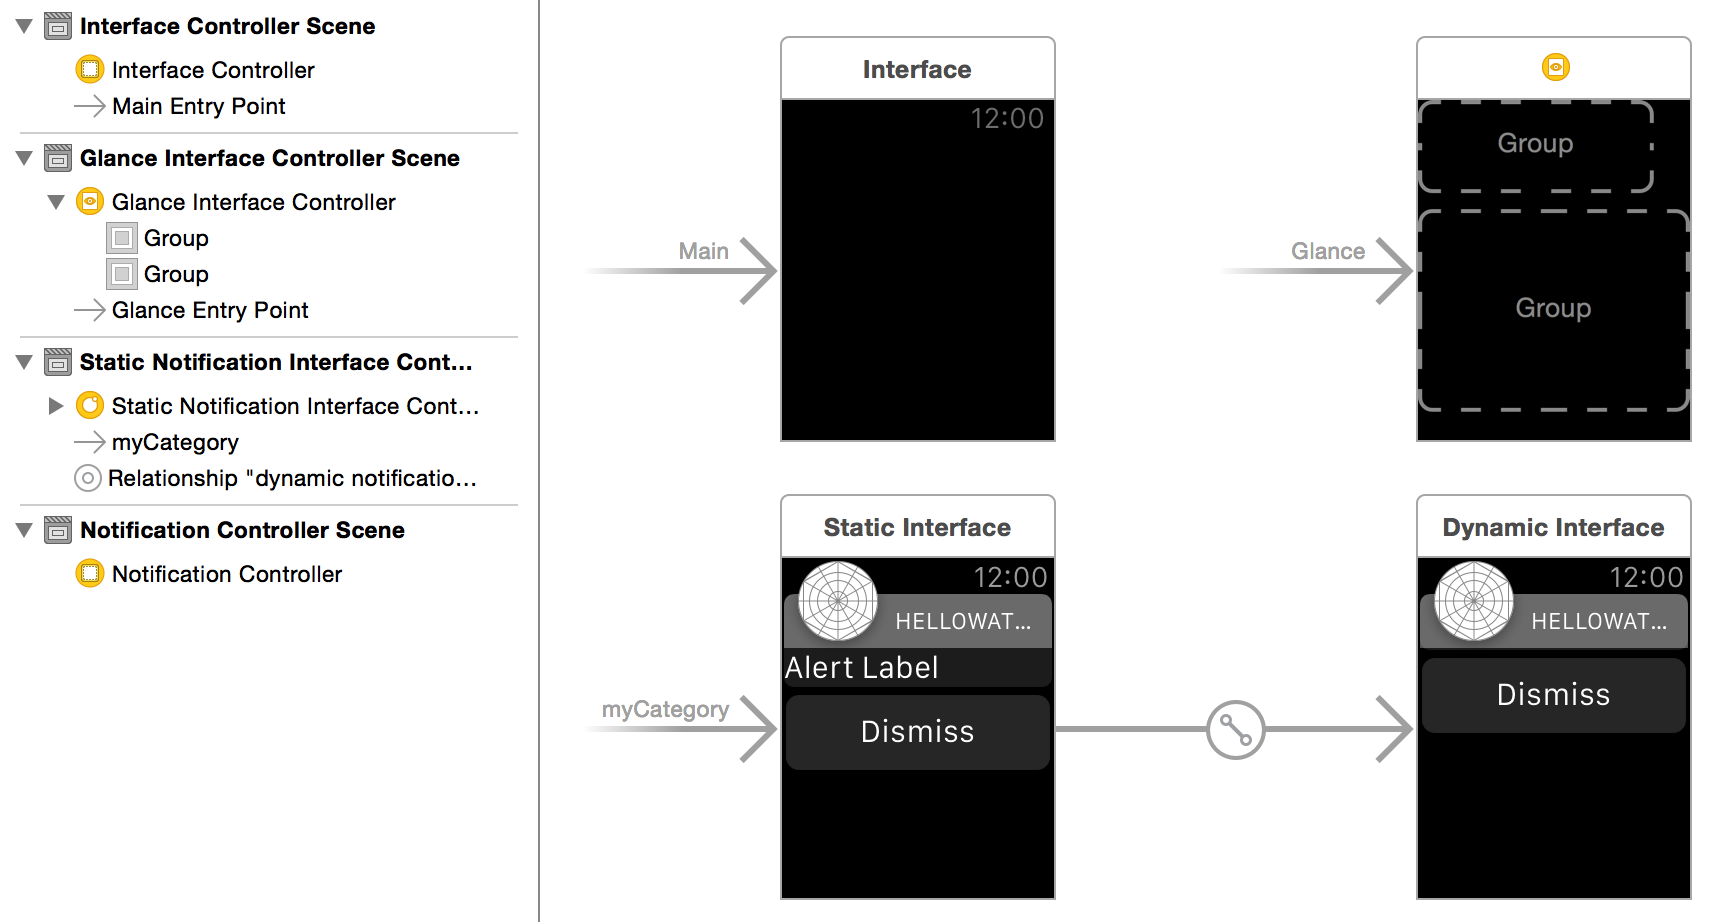 Interface Controller Scene
Interface Controller
Main Entry Point
Glance Interface Controller Scene
Glance Interface Controller
Group
Group
Glance Entry Point
Static Notification Interface Cont...
Static Notification Interface Cont...
myCategory
Relationship "dynamic notificatio...
Notification Controller Scene
Notification Controller
Interface
12:00
Main
Group
Glance
Group
Static Interface
12:00
HELLOWAT...
Alert Label
myCategory
Dismiss
Dynamic Interface
12:00
HELLOWAT...
Dismiss